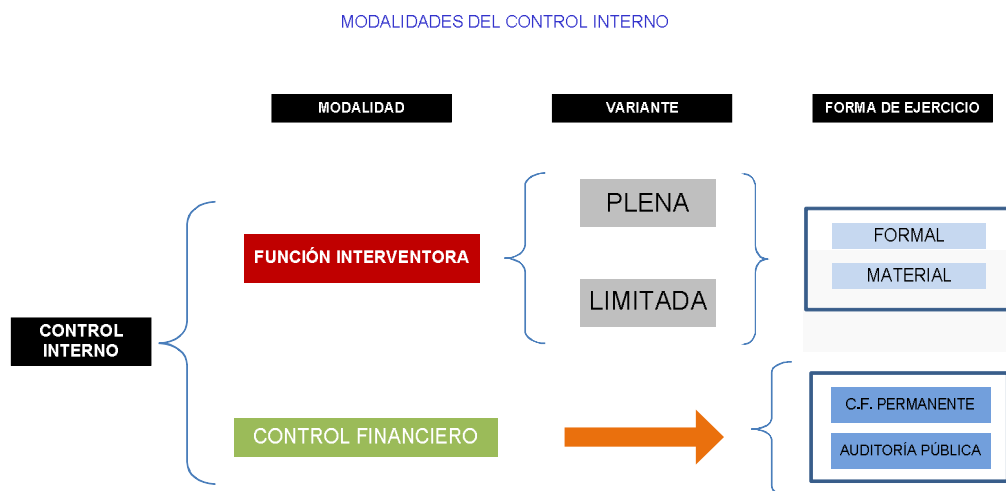 MODALIDADES DEL CONTROL INTERNO
MODALIDAD
VARIANTE
FORMA DE EJERCICIO
PLENA
FORMAL
FUNCIÓN INTERVENTORA
MATERIAL
LIMITADA
CONTROL
INTERNO
C.F. PERMANENTE
CONTROL FINANCIERO
AUDITORÍA PÚBLICA